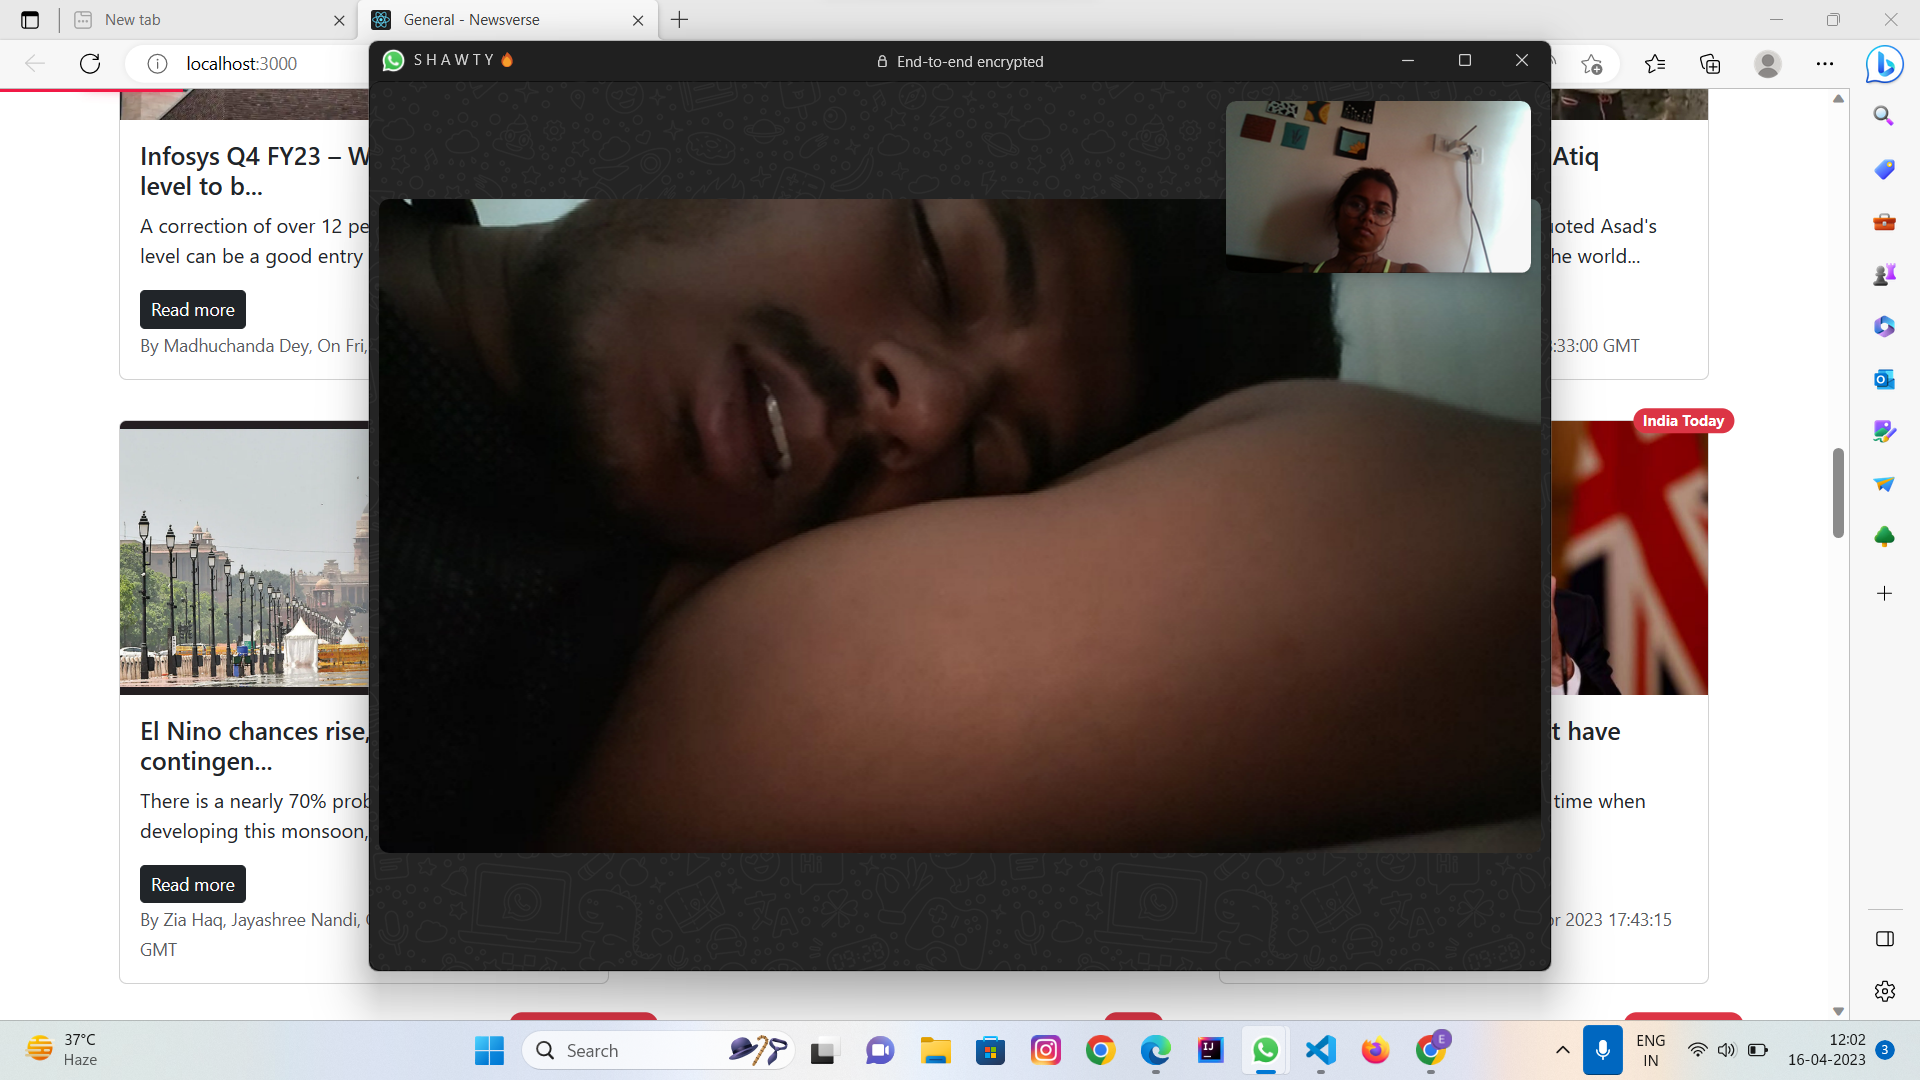 New tab
General - Newsverse
localhost:3000
SHAWTY🔥
End-to-end encrypted
Infosys Q4 FY23 – W
level to b...
A correction of over 12 pe
level can be a good entry
Read more
By Madhuchanda Dey, On Fri,
Atiq
uoted Asad's
he world...
:33:00 GMT
India Today
El Nino chances rise,
contingen...
There is a nearly 70% prob
developing this monsoon,
Read more
By Zia Haq, Jayashree Nandi,
GMT
t have
time when
pr 2023 17:43:15
37°C
Haze
Search
IJ
E
ENG
IN
12:02
16-04-2023
3